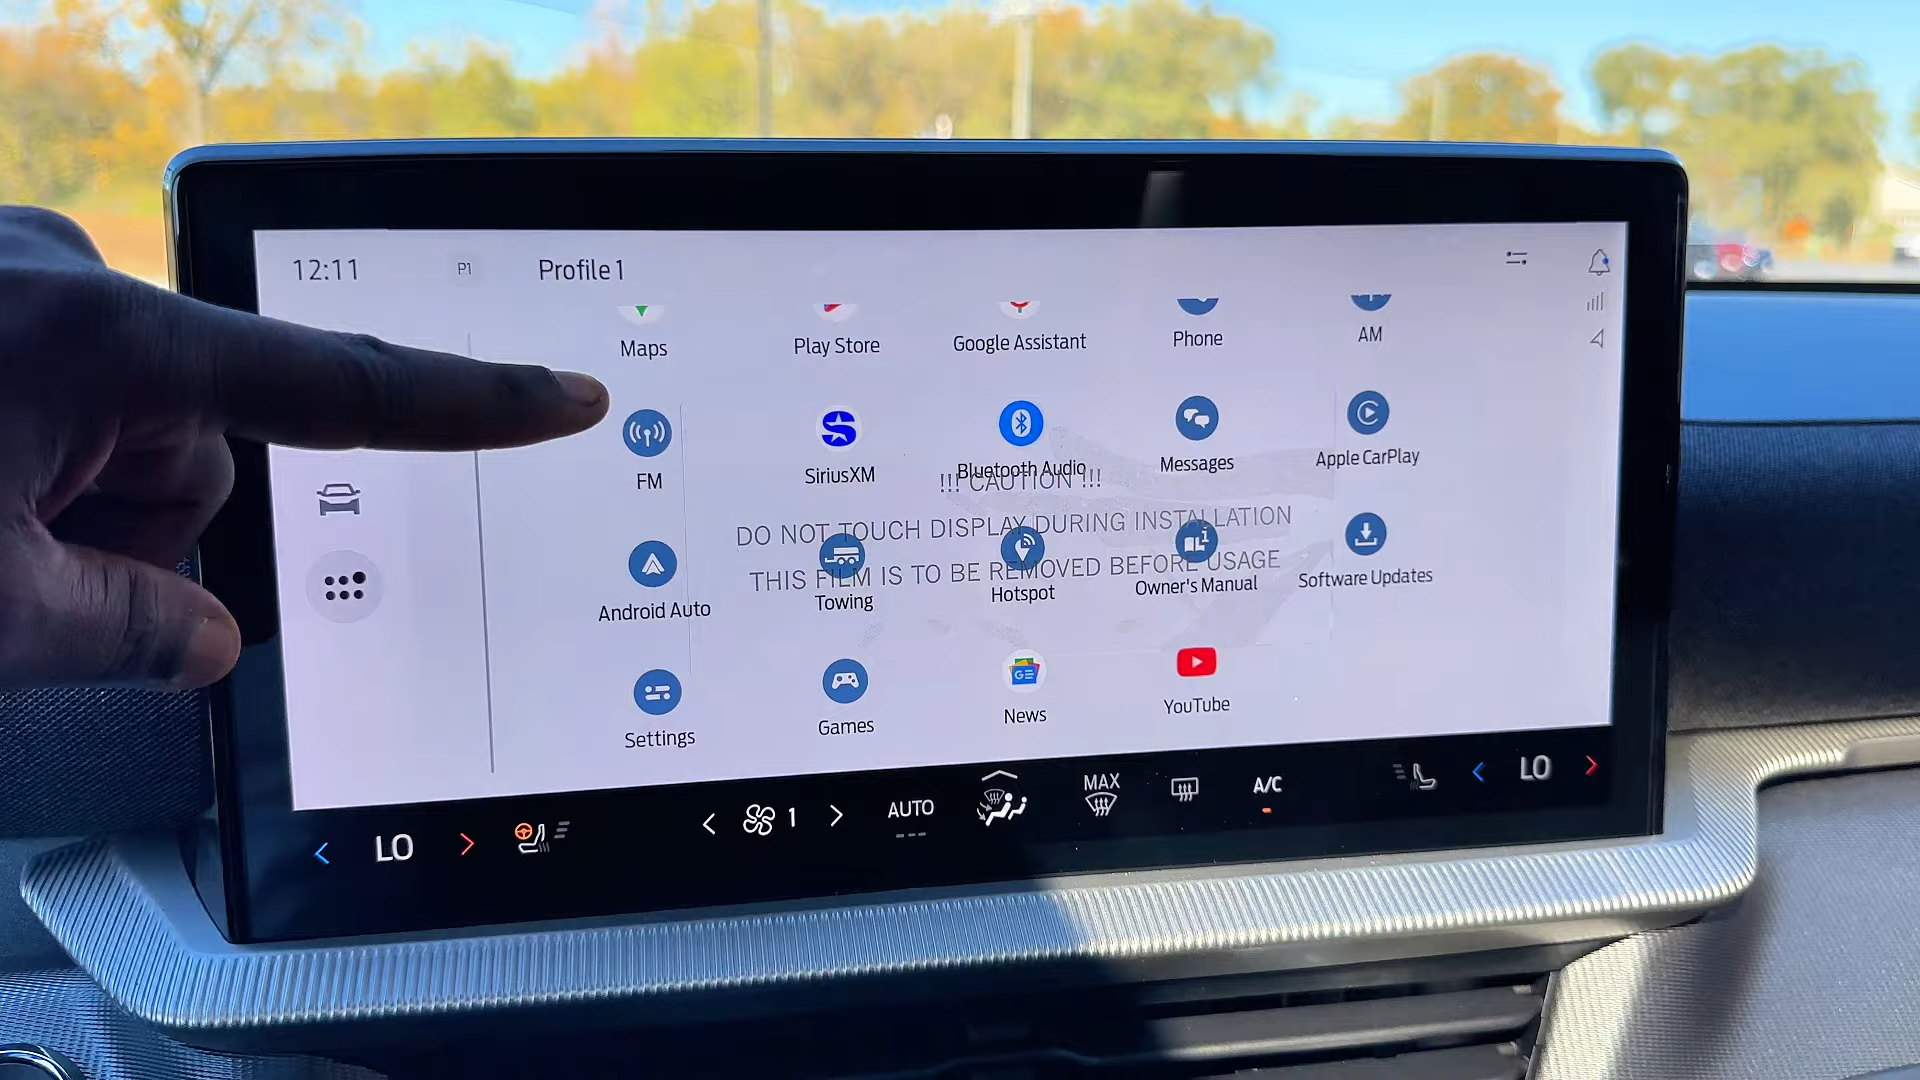 12:11 P1 Profile 1
Maps Play Store Google Assistant Phone AM
FM SiriusXM Bluetooth Audio Messages Apple CarPlay
!!! CAUTION !!!
DO NOT TOUCH DISPLAY DURING INSTALLATION
THIS FILM IS TO BE REMOVED BEFORE USAGE
Android Auto Towing Hotspot Owner's Manual Software Updates
GE
Settings Games News YouTube
LO 1 AUTO MAX A/C LO